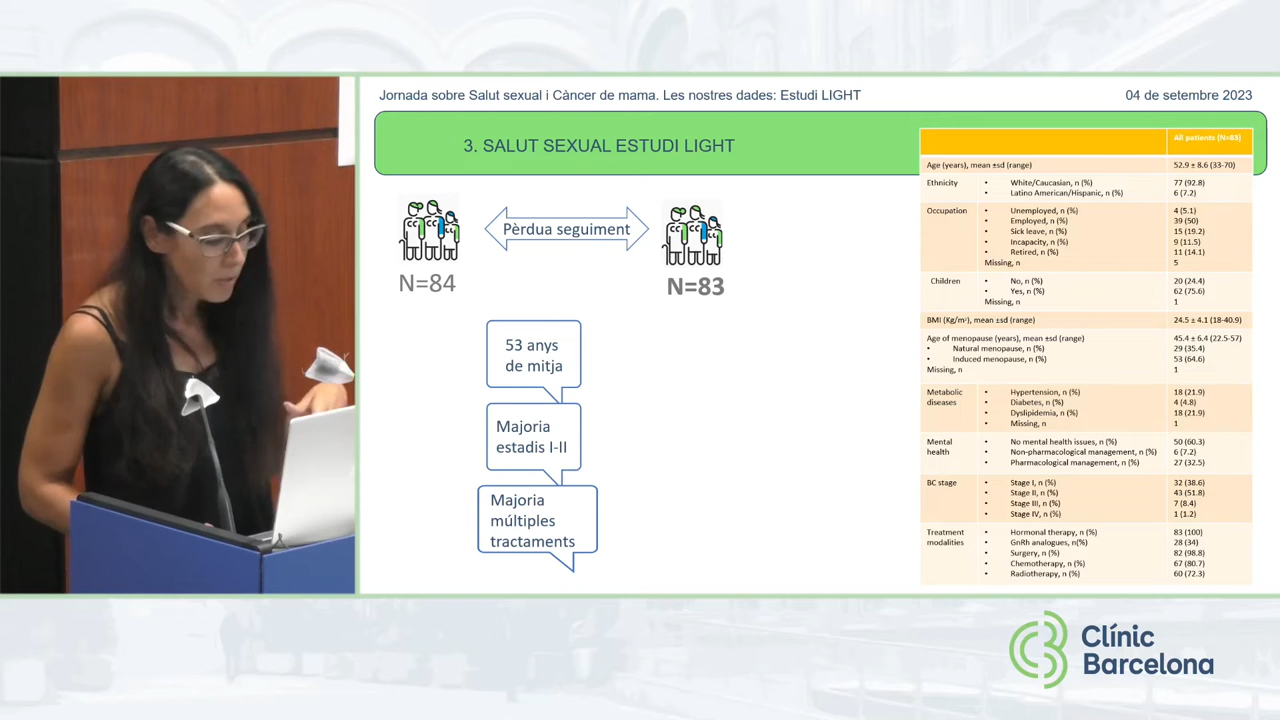 Jornada sobre Salut sexual i Càncer de mama. Les nostres dades: Estudi LIGHT
04 de setembre 2023
3. SALUT SEXUAL ESTUDI LIGHT
Pèrdua seguiment
N=84
N=83
53 anys
de mitja
Majoria
estadis I-II
Majoria
múltiples
tractaments
All patients (N=83)
Age (years), mean ±sd (range) 52.9 ± 8.6 (33-70)
Ethnicity • White/Caucasian, n (%) 77 (92.8)
• Latino American/Hispanic, n (%) 6 (7.2)
Occupation • Unemployed, n (%) 4 (5.1)
• Employed, n (%) 39 (50)
• Sick leave, n (%) 15 (19.2)
• Incapacity, n (%) 9 (11.5)
• Retired, n (%) 11 (14.1)
Missing, n 5
Children • No, n (%) 20 (24.4)
• Yes, n (%) 62 (75.6)
Missing, n 1
BMI (Kg/m²), mean ±sd (range) 24.5 ± 4.1 (18-40.9)
Age of menopause (years), mean ±sd (range) 45.4 ± 6.4 (22.5-57)
• Natural menopause, n (%) 29 (35.4)
• Induced menopause, n (%) 53 (64.6)
Missing, n 1
Metabolic diseases • Hypertension, n (%) 18 (21.9)
• Diabetes, n (%) 4 (4.8)
• Dyslipidemia, n (%) 18 (21.9)
• Missing, n 1
Mental health • No mental health issues, n (%) 50 (60.3)
• Non-pharmacological management, n (%) 6 (7.2)
• Pharmacological management, n (%) 27 (32.5)
BC stage • Stage I, n (%) 32 (38.6)
• Stage II, n (%) 43 (51.8)
• Stage III, n (%) 7 (8.4)
• Stage IV, n (%) 1 (1.2)
Treatment modalities • Hormonal therapy, n (%) 83 (100)
• GnRh analogues, n(%) 28 (34)
• Surgery, n (%) 82 (98.8)
• Chemotherapy, n (%) 67 (80.7)
• Radiotherapy, n (%) 60 (72.3)
Clínic
Barcelona